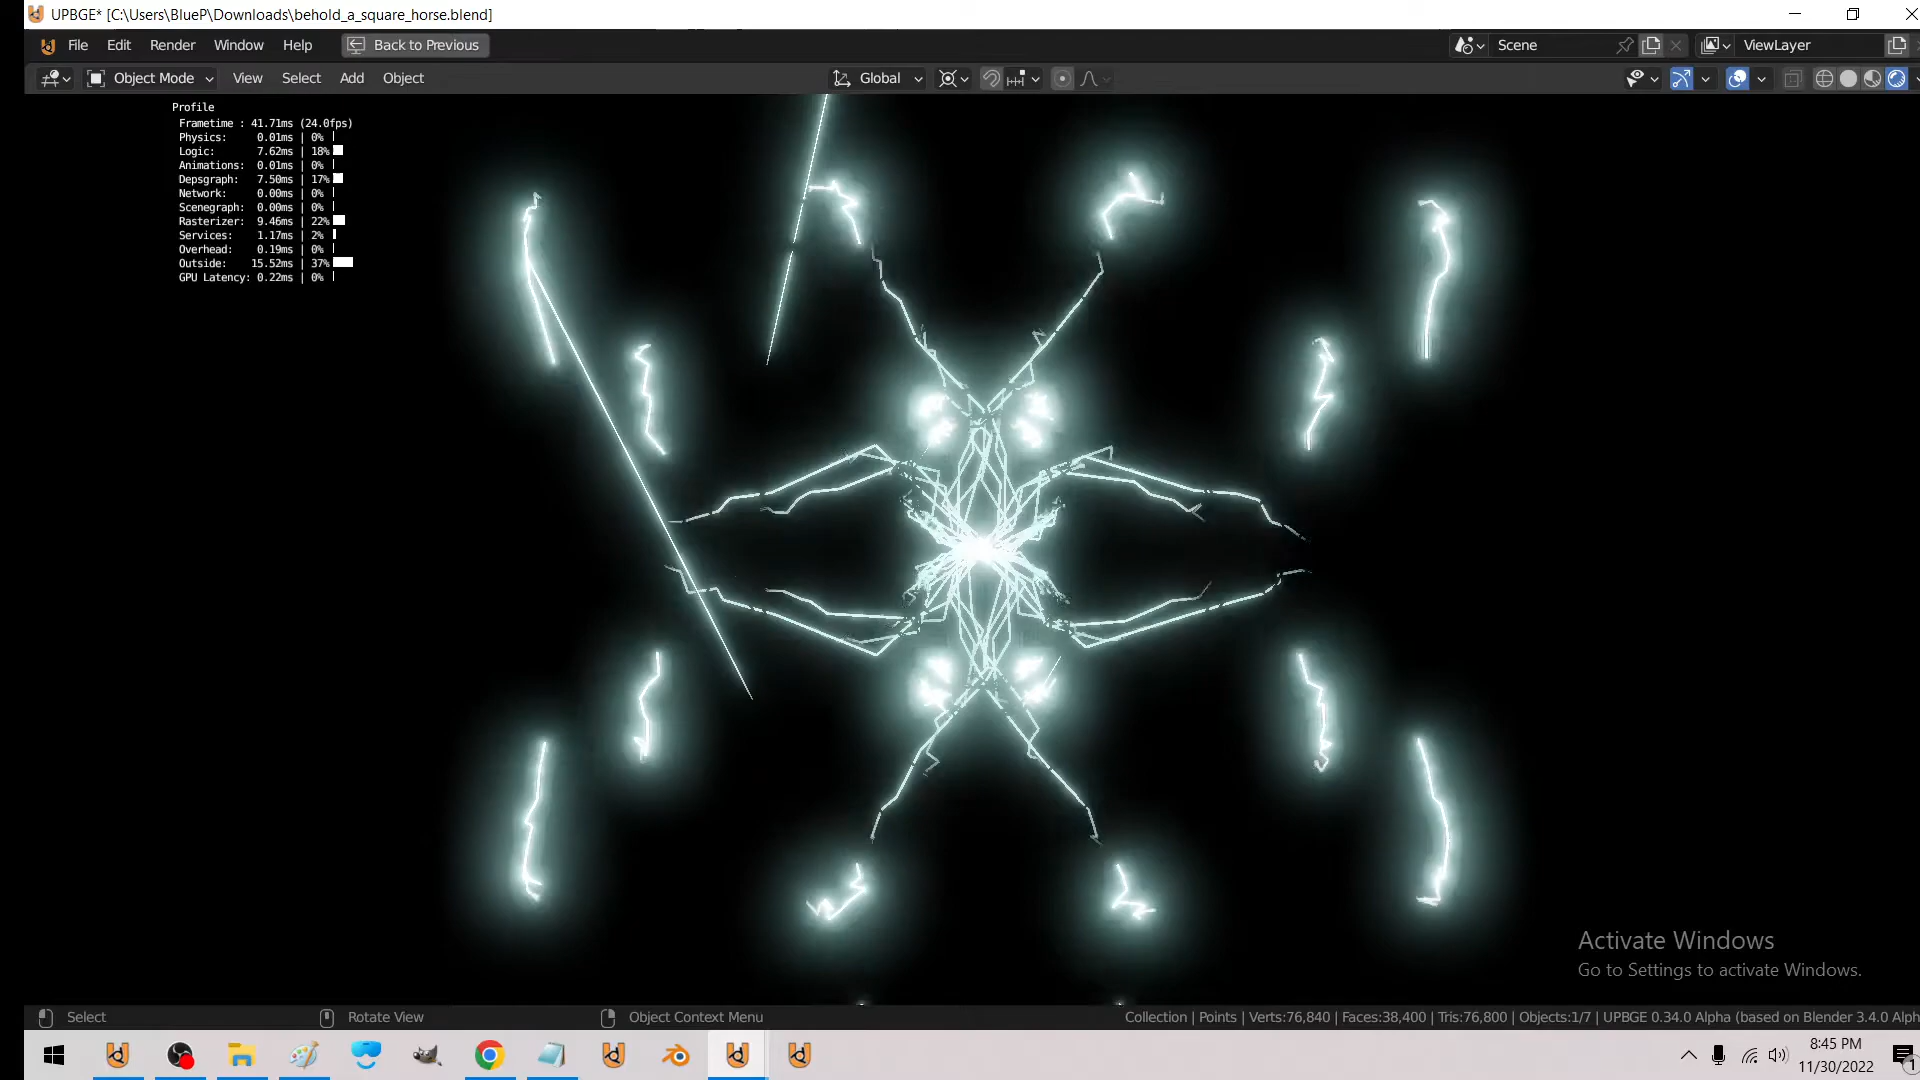 UPBGE* [C:\Users\BlueP\Downloads\behold_a_square_horse.blend]
File Edit Render Window Help Back to Previous Scene ViewLayer
Object Mode View Select Add Object Global
Profile
Frametime : 41.71ms (24.0fps)
Physics: 0.01ms | 0%
Logic: 7.62ms | 18%
Animations: 0.01ms | 0%
Depsgraph: 7.50ms | 17%
Network: 0.00ms | 0%
Scenegraph: 0.00ms | 0%
Rasterizer: 9.46ms | 22%
Services: 1.17ms | 2%
Overhead: 0.19ms | 0%
Outside: 15.52ms | 37%
GPU Latency: 0.22ms | 0%
Activate Windows
Go to Settings to activate Windows.
Select Rotate View Object Context Menu Collection | Points | Verts:76,840 | Faces:38,400 | Tris:76,800 | Objects:1/7 | UPBGE 0.34.0 Alpha (based on Blender 3.4.0 Alph
8:45 PM
11/30/2022
1